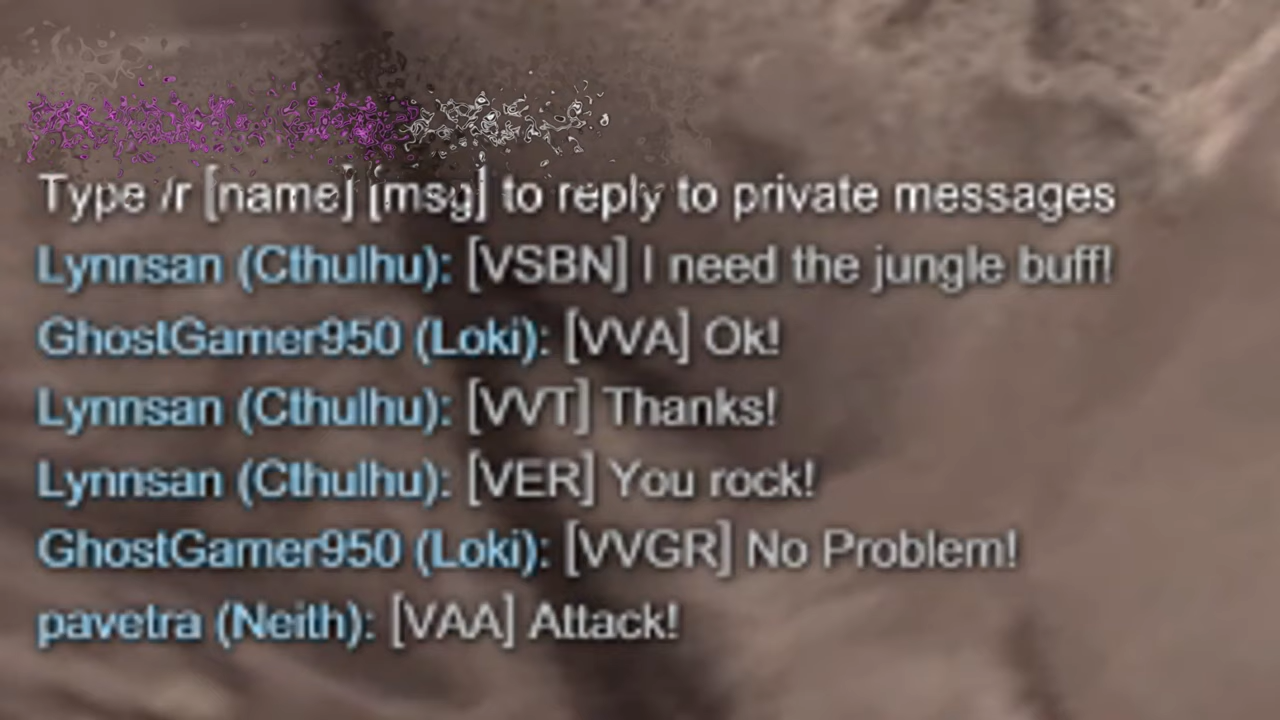 Type /r [name] [msg] to reply to private messages
Lynnsan (Cthulhu): [VSBN] I need the jungle buff!
GhostGamer950 (Loki): [VVA] Ok!
Lynnsan (Cthulhu): [VVT] Thanks!
Lynnsan (Cthulhu): [VER] You rock!
GhostGamer950 (Loki): [VVGR] No Problem!
pavetra (Neith): [VAA] Attack!